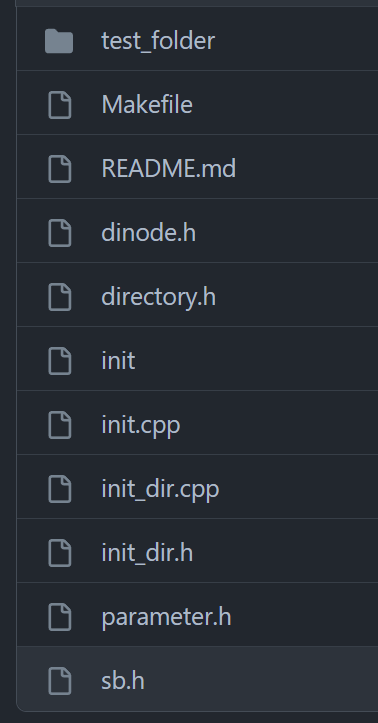 test_folder
Makefile
README.md
dinode.h
directory.h
init
init.cpp
init_dir.cpp
init_dir.h
parameter.h
sb.h